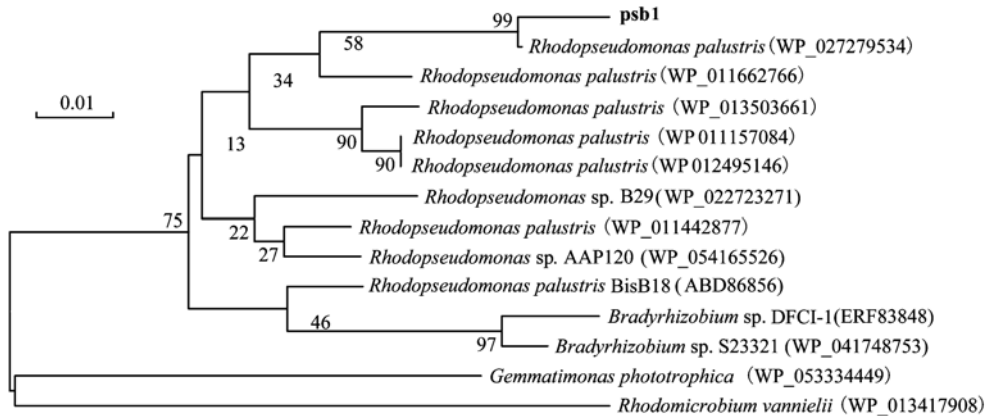 99 psb1
58 Rhodopseudomonas palustris (WP_027279534)
34 Rhodopseudomonas palustris (WP_011662766)
0.01 Rhodopseudomonas palustris (WP_013503661)
13 90 Rhodopseudomonas palustris (WP 011157084)
90 Rhodopseudomonas palustris (WP 012495146)
Rhodopseudomonas sp. B29 (WP_022723271)
75 22 Rhodopseudomonas palustris (WP_011442877)
27 Rhodopseudomonas sp. AAP120 (WP_054165526)
Rhodopseudomonas palustris BisB18 (ABD86856)
46 Bradyrhizobium sp. DFCI-1(ERF83848)
97 Bradyrhizobium sp. S23321 (WP_041748753)
Gemmatimonas phototrophica (WP_053334449)
Rhodomicrobium vannielii (WP_013417908)